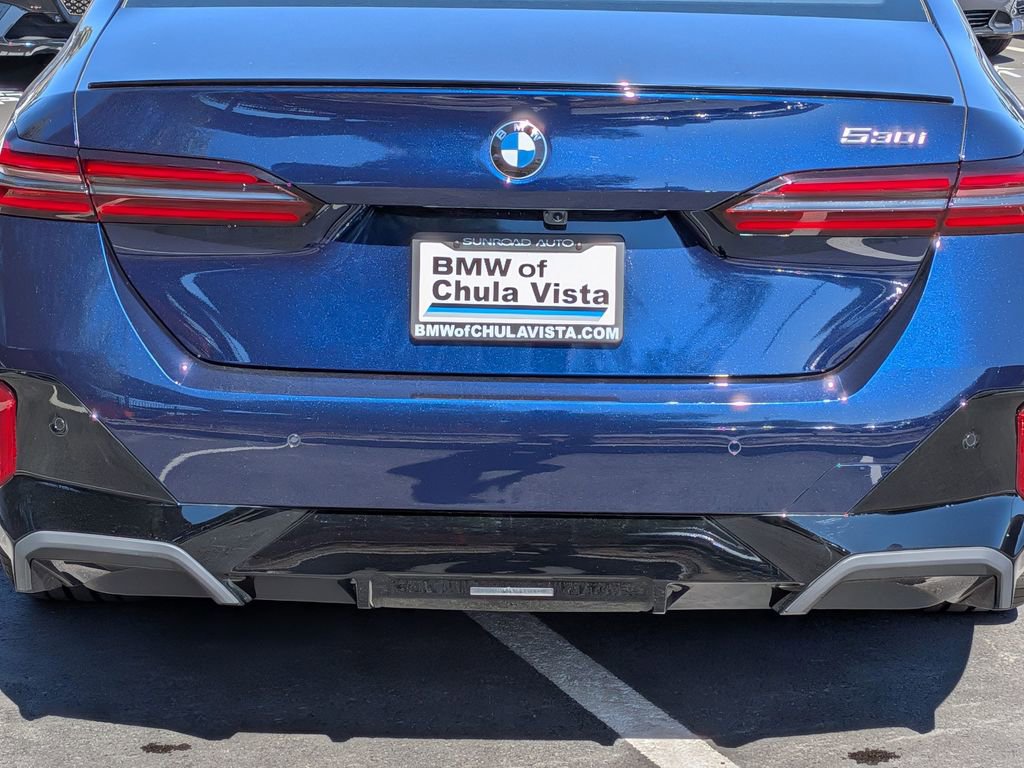 BMW
530i
SUNROAD AUTO
BMW of
Chula Vista
BMWofCHULAVISTA.COM